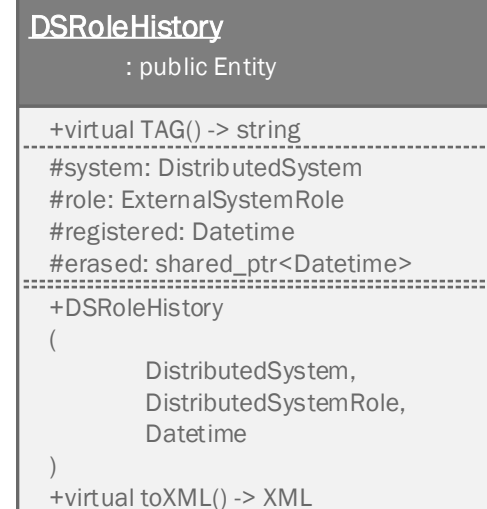 DSRoleHistory
: public Entity
+virtual TAG() -> string
#system: DistributedSystem
#role: ExternalSystemRole
#registered: Datetime
#erased: shared_ptr<Datetime>
+DSRoleHistory
(
DistributedSystem,
DistributedSystemRole,
Datetime
)
+virtual toXML() -> XML